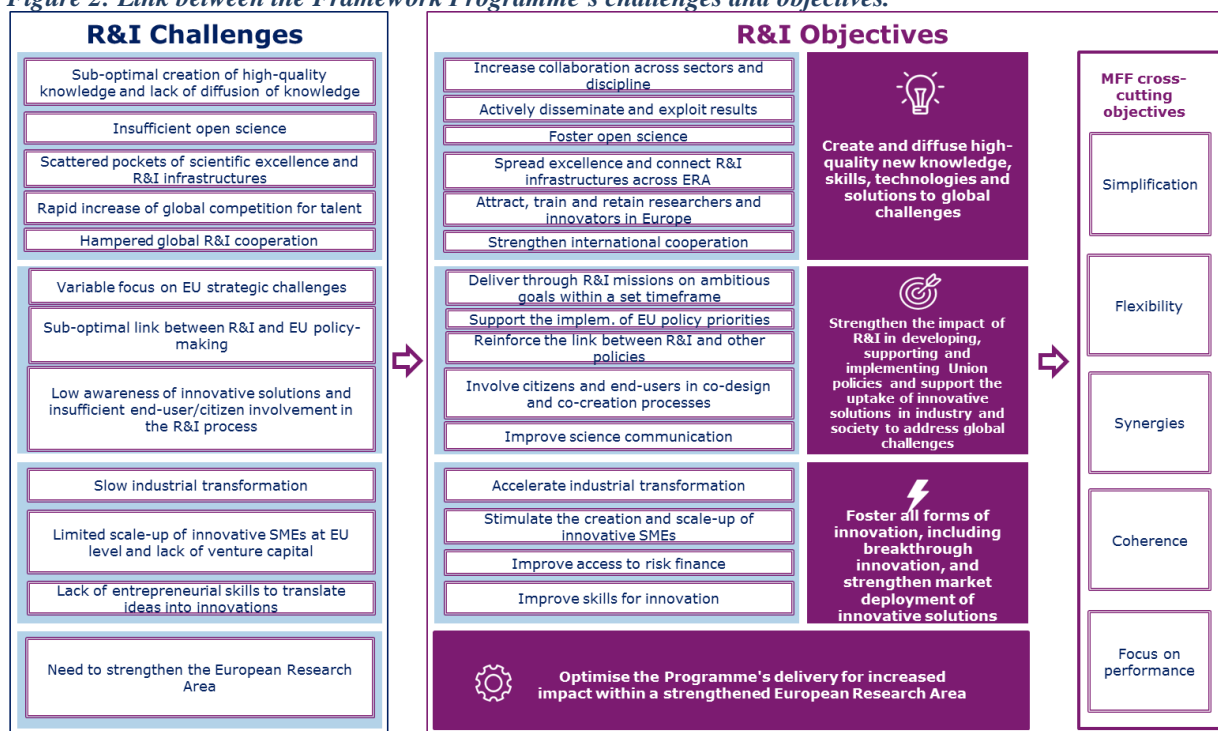 Figure 2: Link between the Framework Programme's challenges and objectives.
R&I Challenges
Sub-optimal creation of high-quality
knowledge and lack of diffusion of knowledge
Insufficient open science
Scattered pockets of scientific excellence and
R&I infrastructures
Rapid increase of global competition for talent
Hampered global R&I cooperation
Variable focus on EU strategic challenges
Sub-optimal link between R&I and EU policy-
making
Low awareness of innovative solutions and
insufficient end-user/citizen involvement in
the R&I process
Slow industrial transformation
Limited scale-up of innovative SMEs at EU
level and lack of venture capital
Lack of entrepreneurial skills to translate
ideas into innovations
Need to strengthen the European Research
Area
R&I Objectives
Increase collaboration across sectors and
discipline
Actively disseminate and exploit results
Foster open science
Spread excellence and connect R&I
infrastructures across ERA
Attract, train and retain researchers and
innovators in Europe
Strengthen international cooperation
Create and diffuse high-
quality new knowledge,
skills, technologies and
solutions to global
challenges
Deliver through R&I missions on ambitious
goals within a set timeframe
Support the implem. of EU policy priorities
Reinforce the link between R&I and other
policies
Involve citizens and end-users in co-design
and co-creation processes
Improve science communication
Strengthen the impact of
R&I in developing,
supporting and
implementing Union
policies and support the
uptake of innovative
solutions in industry and
society to address global
challenges
Accelerate industrial transformation
Stimulate the creation and scale-up of
innovative SMEs
Improve access to risk finance
Improve skills for innovation
Foster all forms of
innovation, including
breakthrough
innovation, and
strengthen market
deployment of
innovative solutions
Optimise the Programme's delivery for increased
impact within a strengthened European Research Area
MFF cross-
cutting
objectives
Simplification
Flexibility
Synergies
Coherence
Focus on
performance